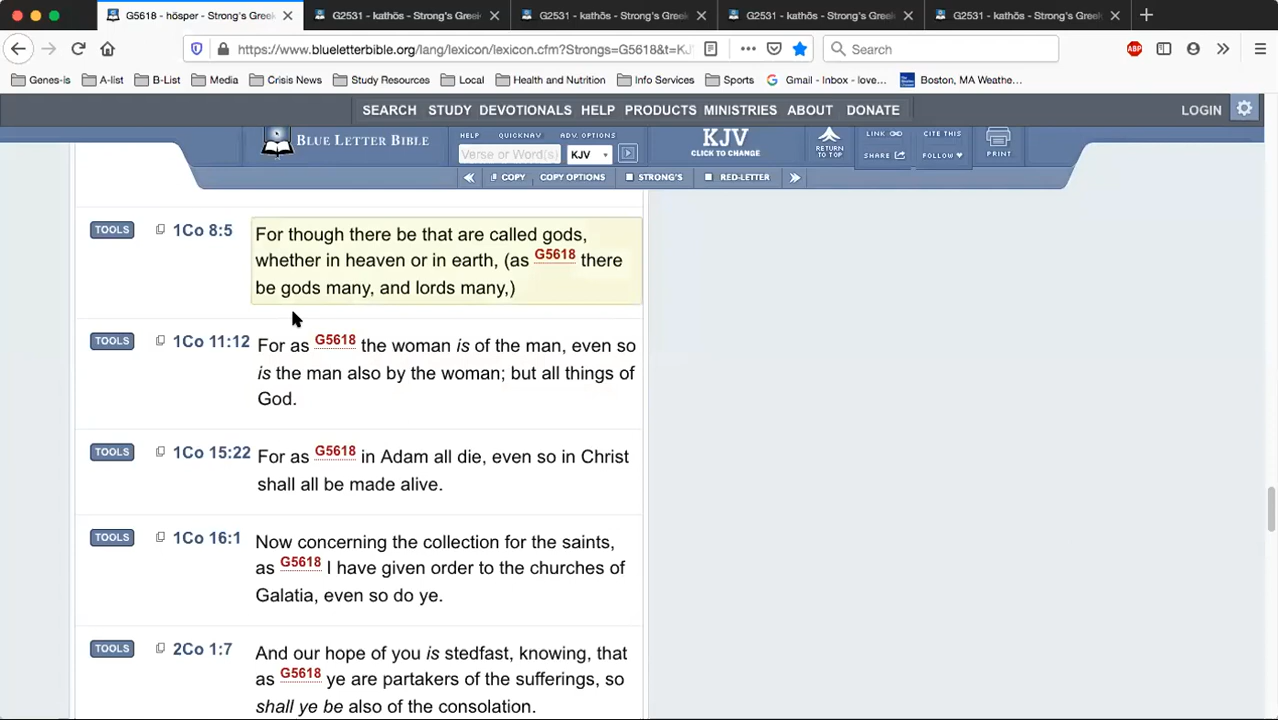 G5618 - hōsper - Strong's Greek
G2531 - kathōs - Strong's Greek
G2531 - kathōs - Strong's Greek
G2531 - kathōs - Strong's Greek
G2531 - kathōs - Strong's Greek
https://www.blueletterbible.org/lang/lexicon/lexicon.cfm?Strongs=G5618&t=KJ
Search
ABP
Genes-is A-list B-List Media Crisis News Study Resources Local Health and Nutrition Info Services Sports Gmail - Inbox - love... Boston, MA Weathe...
SEARCH STUDY DEVOTIONALS HELP PRODUCTS MINISTRIES ABOUT DONATE LOGIN
BLUE LETTER BIBLE
HELP QUICKNAV ADV. OPTIONS
Verse or Word(s) KJV
KJV
CLICK TO CHANGE
RETURN
TO TOP
LINK
SHARE
CITE THIS
FOLLOW
PRINT
COPY COPY OPTIONS STRONG'S RED-LETTER
TOOLS 1Co 8:5 For though there be that are called gods,
whether in heaven or in earth, (as G5618 there
be gods many, and lords many,)
TOOLS 1Co 11:12 For as G5618 the woman is of the man, even so
is the man also by the woman; but all things of
God.
TOOLS 1Co 15:22 For as G5618 in Adam all die, even so in Christ
shall all be made alive.
TOOLS 1Co 16:1 Now concerning the collection for the saints,
as G5618 I have given order to the churches of
Galatia, even so do ye.
TOOLS 2Co 1:7 And our hope of you is stedfast, knowing, that
as G5618 ye are partakers of the sufferings, so
shall ye be also of the consolation.